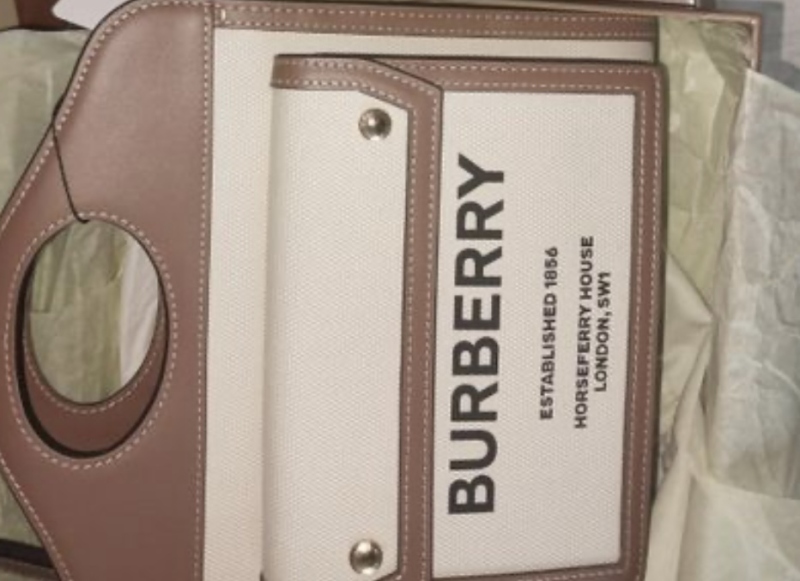 BURBERRY
ESTABLISHED 1856
HORSEFERRY HOUSE
LONDON, SW1